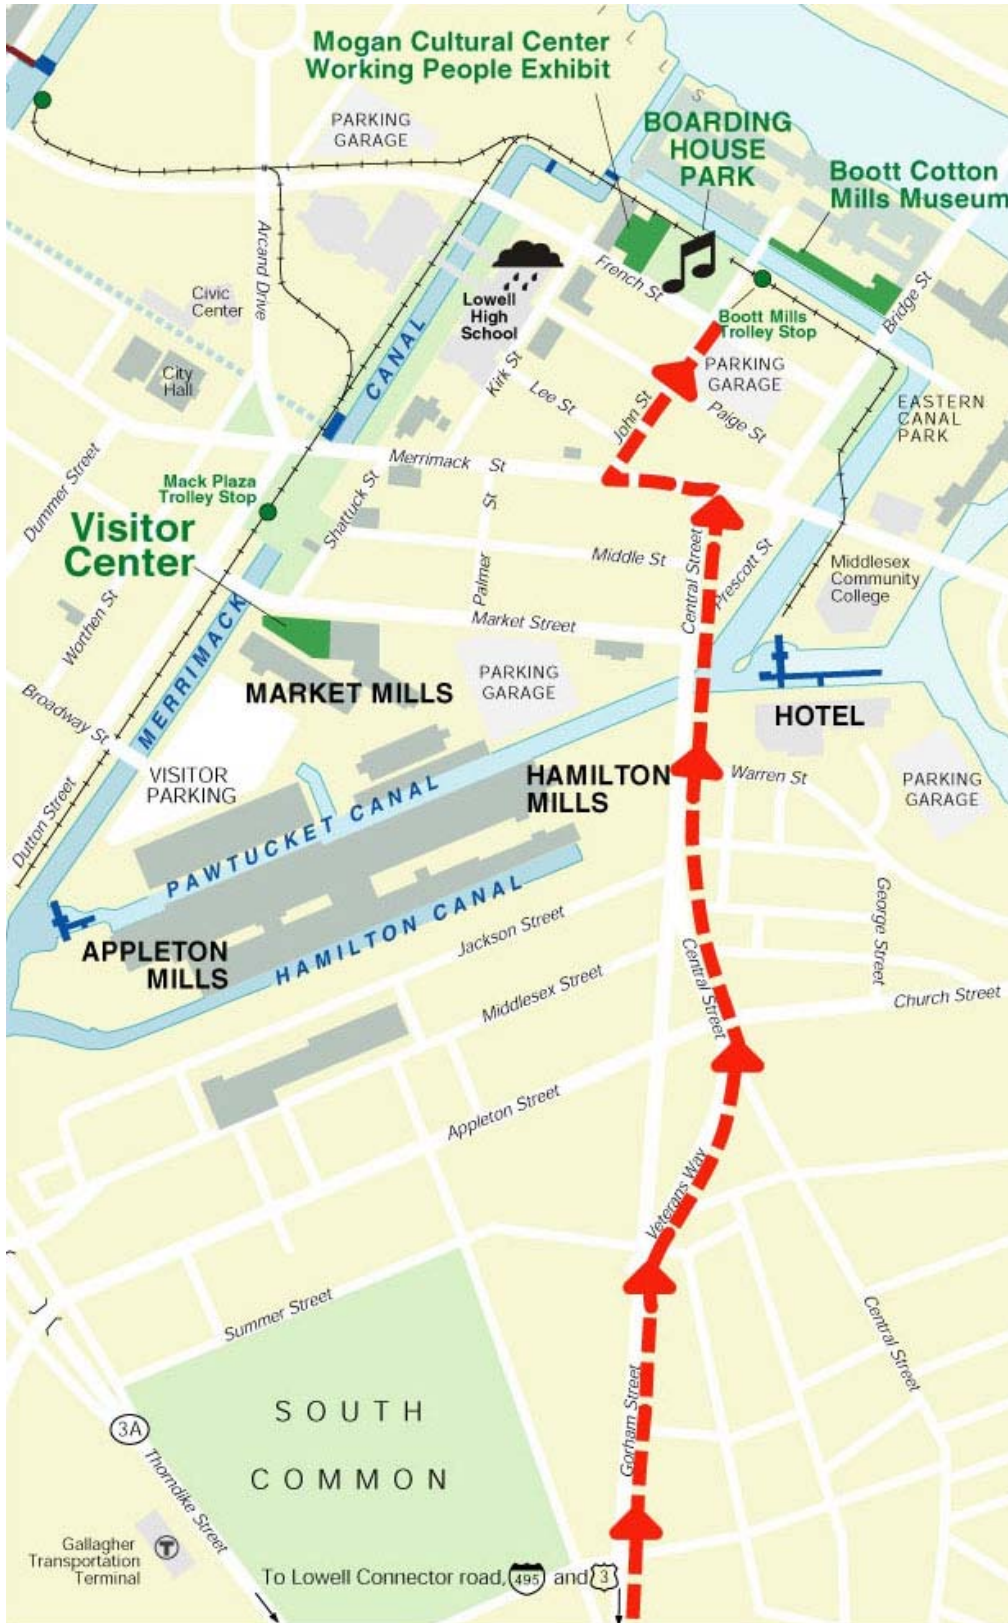 Mogan Cultural Center
Working People Exhibit
PARKING
GARAGE
BOARDING
HOUSE
PARK
Boott Cotton
Mills Museum
Arcand Drive
Civic
Center
City
Hall
CANAL
Lowell
High
School
French St
Boott Mills
Trolley Stop
Bridge St
PARKING
GARAGE
Kirk St
Lee St
John St
Paige St
EASTERN
CANAL
PARK
Merrimack St
Dummer Street
Mack Plaza
Trolley Stop
Shattuck St
Visitor
Center
Palmer St
Middle St
Central Street
Prescott St
Middlesex
Community
College
Worthen St
Market Street
MERRIMACK
MARKET MILLS
PARKING
GARAGE
HOTEL
Broadway St
VISITOR
PARKING
HAMILTON
MILLS
Warren St
PARKING
GARAGE
Dutton Street
PAWTUCKET CANAL
APPLETON
MILLS
HAMILTON CANAL
Jackson Street
George Street
Middlesex Street
Central Street
Church Street
Appleton Street
Veterans Way
Summer Street
Central Street
SOUTH
COMMON
Gorham Street
3A
Thorndike Street
Gallagher
Transportation
Terminal
T
To Lowell Connector road, 495 and 3